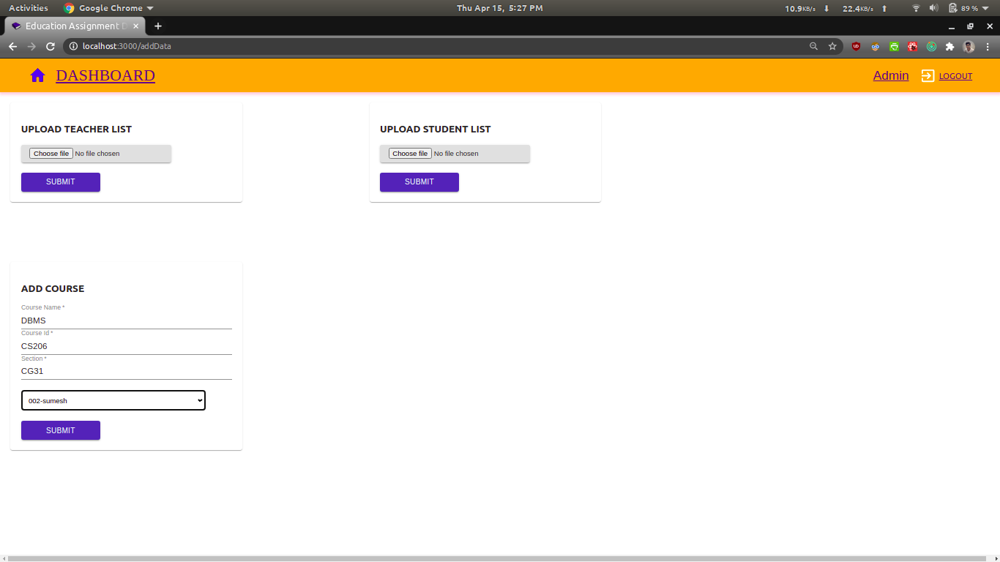 Activities Google Chrome Thu Apr 15, 5:27 PM 10.9KB/s 22.4KB/s 89 %
Education Assignment
localhost:3000/addData
DASHBOARD Admin LOGOUT
UPLOAD TEACHER LIST
Choose file No file chosen
SUBMIT
UPLOAD STUDENT LIST
Choose file No file chosen
SUBMIT
ADD COURSE
Course Name *
DBMS
Course Id *
CS206
Section *
CG31
002-sumesh
SUBMIT